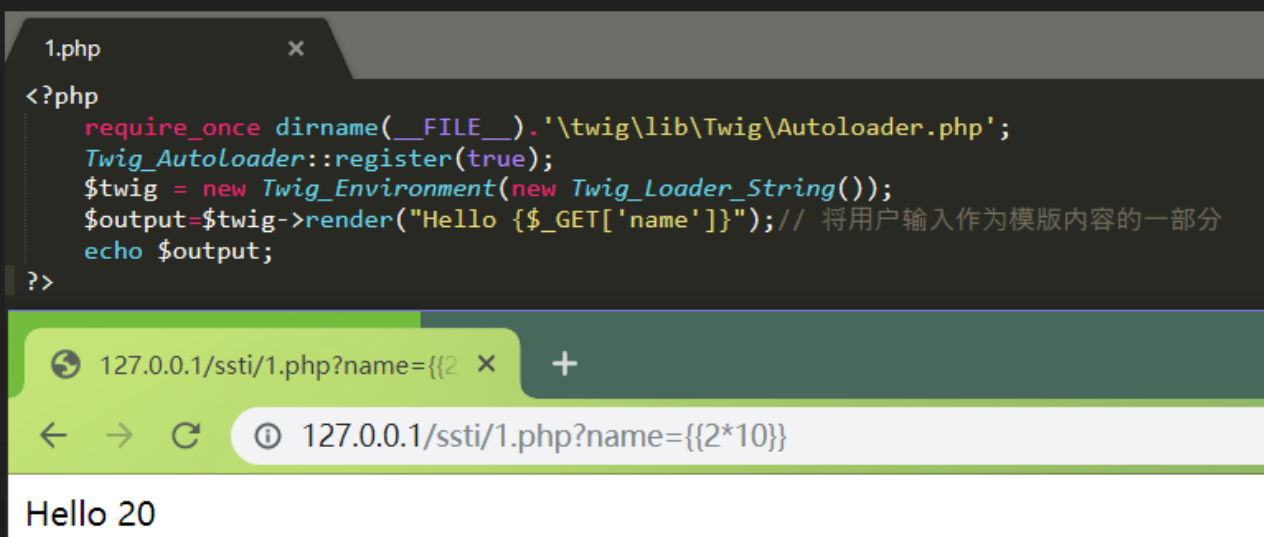 1.php ×
<?php
require_once dirname(__FILE__).'\twig\lib\Twig\Autoloader.php';
Twig_Autoloader::register(true);
$twig = new Twig_Environment(new Twig_Loader_String());
$output=$twig->render("Hello {$_GET['name']}");// 将用户输入作为模版内容的一部分
echo $output;
?>
127.0.0.1/ssti/1.php?name={{2
127.0.0.1/ssti/1.php?name={{2*10}}
Hello 20